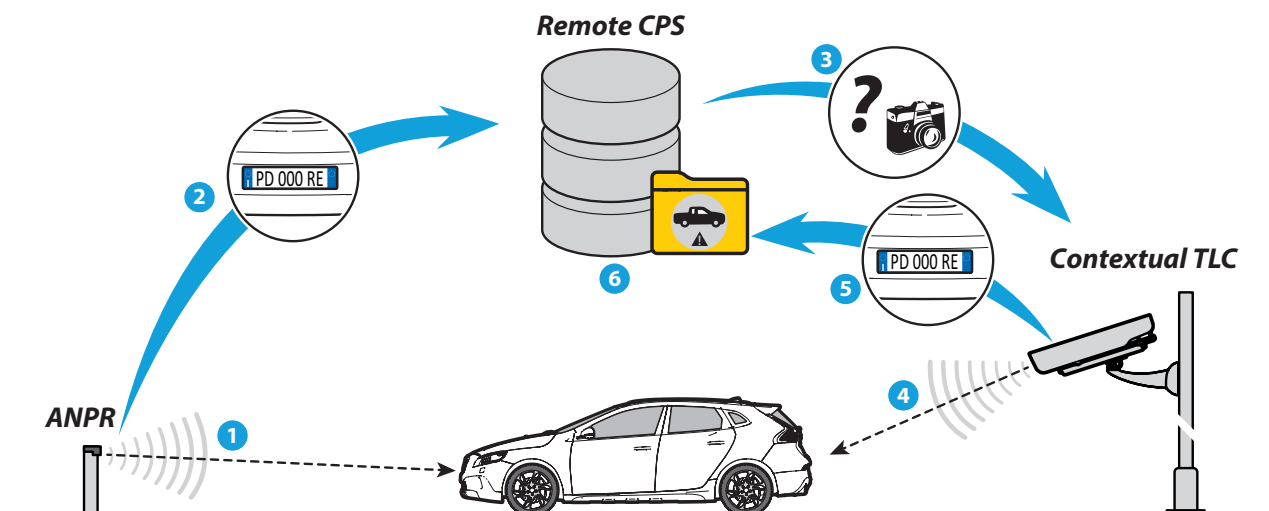 Remote CPS
3
?
2
PD 000 RE
6
5
PD 000 RE
Contextual TLC
ANPR
1
4